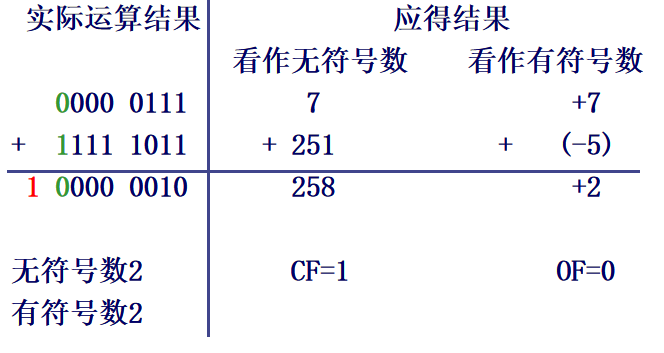 实际运算结果 应得结果
看作无符号数 看作有符号数
0000 0111 7 +7
+ 1111 1011 + 251 + (-5)
1 0000 0010 258 +2
无符号数2 CF=1 OF=0
有符号数2